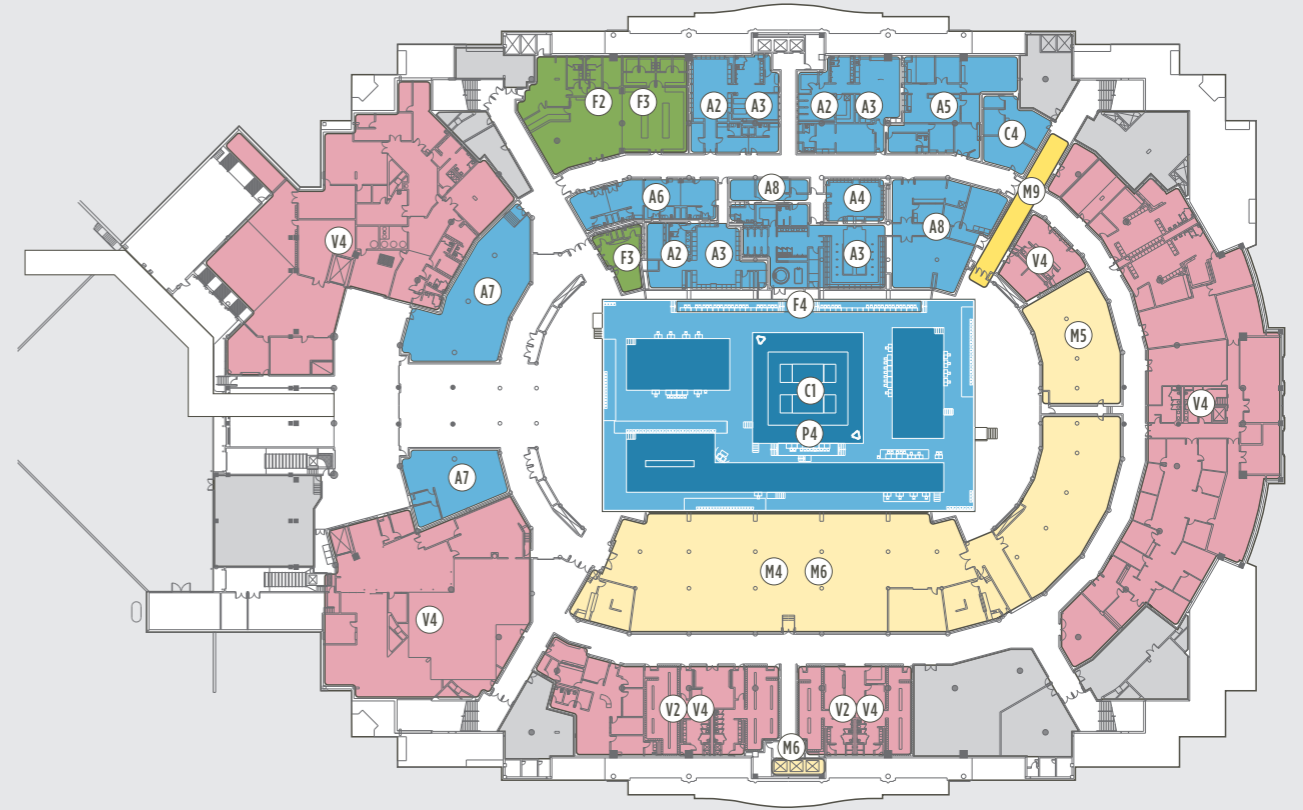 F2 F3 A2 A3 A2 A3 A5
C4
A6 A8 A4 M9
V4 A8
F3 A2 A3 A3 V4
A7 F4
M5
C1
V4
P4
A7
M4 M6
V4
V2 V4 V2 V4
M6